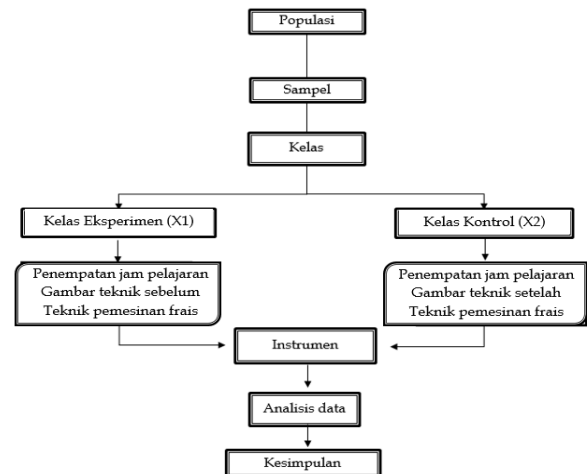 Populasi
Sampel
Kelas
Kelas Eksperimen (X1)
Kelas Kontrol (X2)
Penempatan jam pelajaran
Gambar teknik sebelum
Teknik pemesinan frais
Penempatan jam pelajaran
Gambar teknik setelah
Teknik pemesinan frais
Instrumen
Analisis data
Kesimpulan